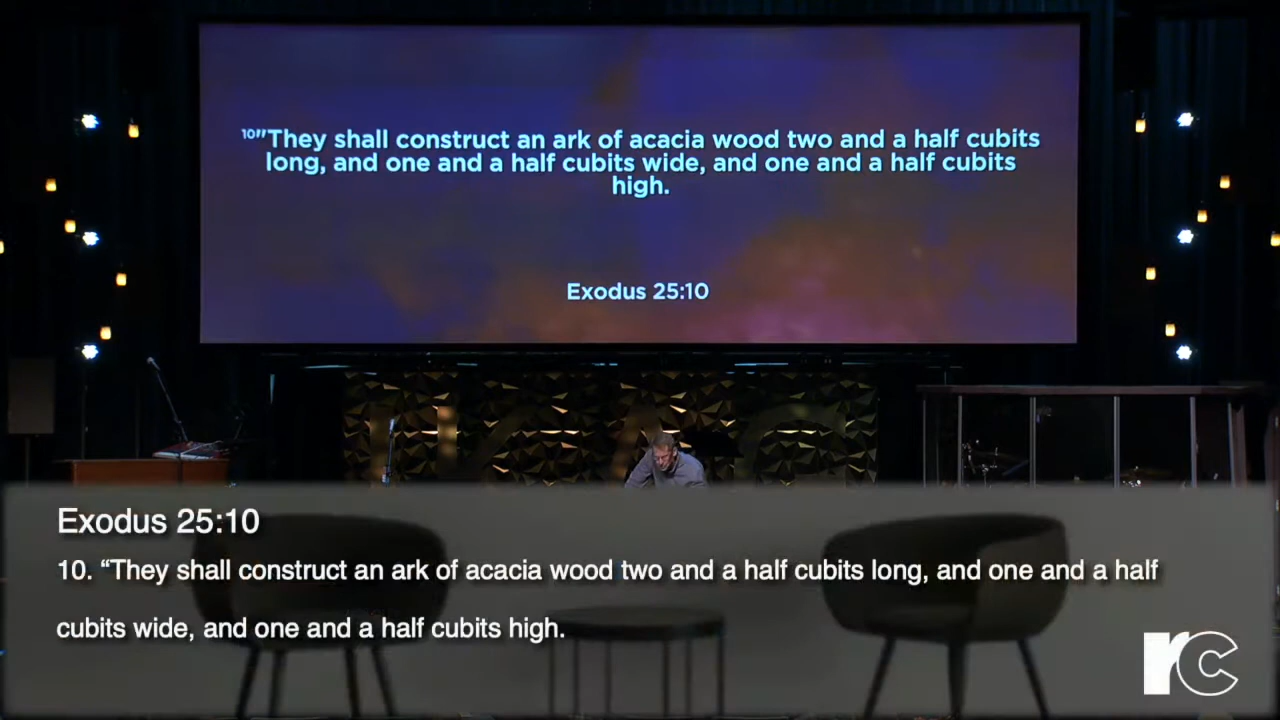 10"They shall construct an ark of acacia wood two and a half cubits
long, and one and a half cubits wide, and one and a half cubits
high.
Exodus 25:10
Exodus 25:10
10. “They shall construct an ark of acacia wood two and a half cubits long, and one and a half
cubits wide, and one and a half cubits high.
rc